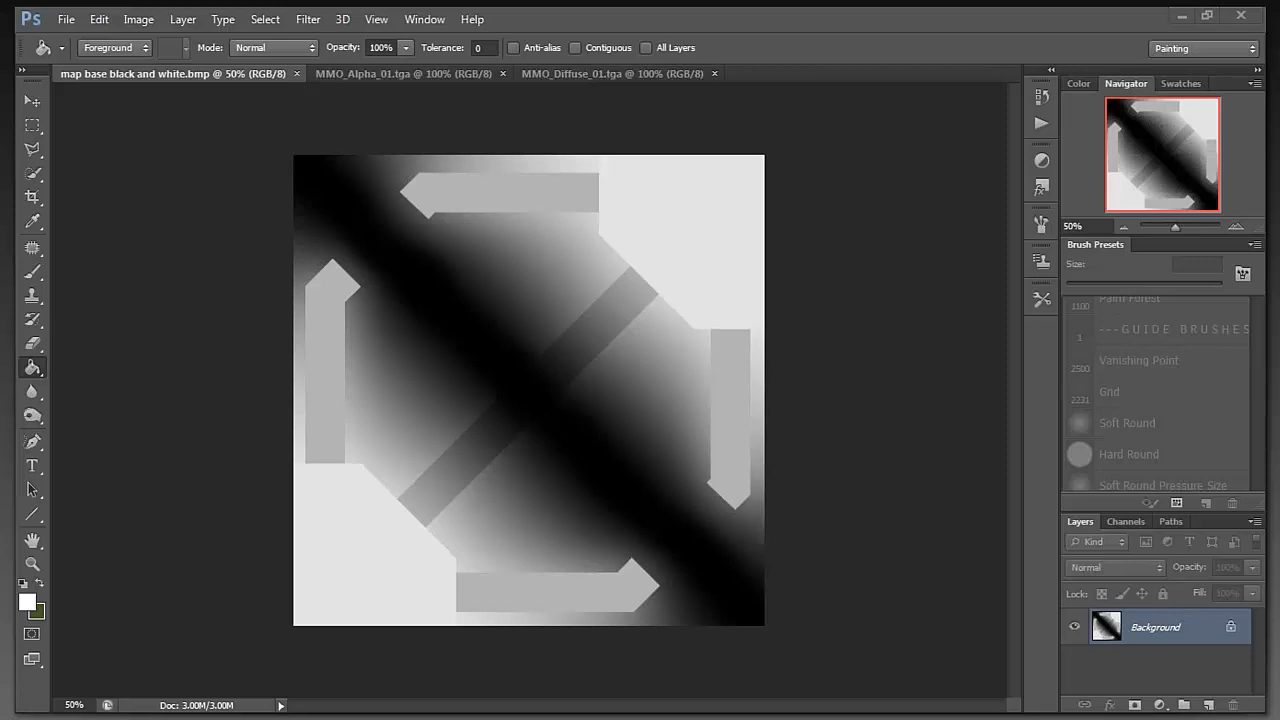 Ps File Edit Image Layer Type Select Filter 3D View Window Help
Foreground Mode: Normal Opacity: 100% Tolerance: 0 Anti-alias Contiguous All Layers Painting
map base black and white.bmp @ 50% (RGB/8) × MMO_Alpha_01.tga @ 100% (RGB/8) × MMO_Diffuse_01.tga @ 100% (RGB/8) ×
Color Navigator Swatches
50%
Brush Presets
Size:
1100 Paint Forest
1 ---GUIDE BRUSHES
2500 Vanishing Point
2231 Grid
Soft Round
Hard Round
Soft Round Pressure Size
Layers Channels Paths
Kind
Normal Opacity: 100%
Lock: Fill: 100%
Background
50% Doc: 3.00M/3.00M